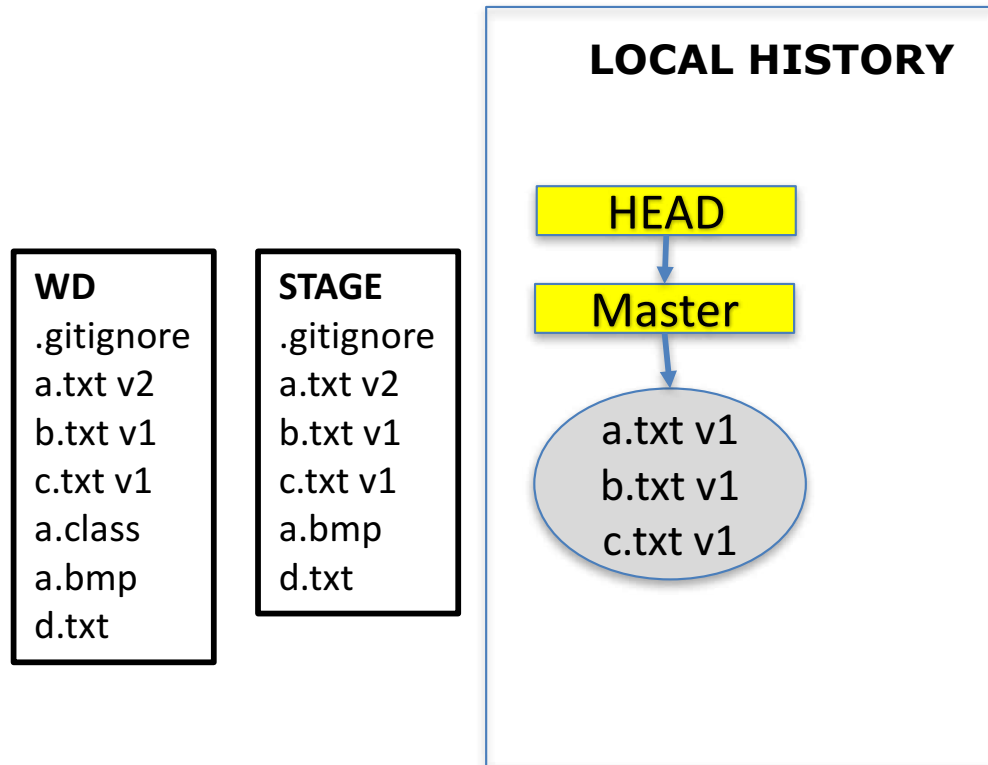 LOCAL HISTORY
HEAD
Master
a.txt v1
b.txt v1
c.txt v1
WD
.gitignore
a.txt v2
b.txt v1
c.txt v1
a.class
a.bmp
d.txt
STAGE
.gitignore
a.txt v2
b.txt v1
c.txt v1
a.bmp
d.txt